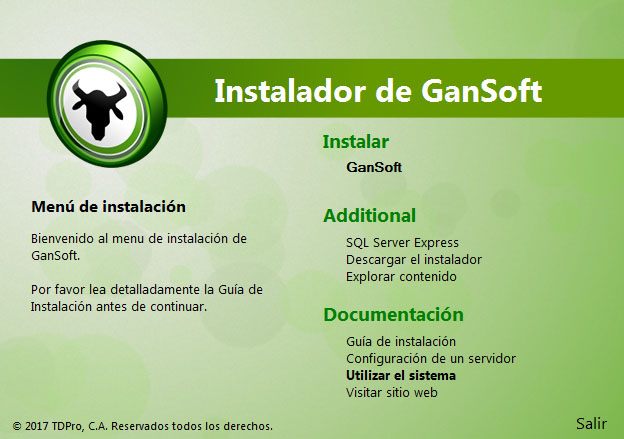 Instalador de GanSoft
Instalar
GanSoft
Menú de instalación
Bienvenido al menu de instalación de
GanSoft.
Por favor lea detalladamente la Guía de
Instalación antes de continuar.
Additional
SQL Server Express
Descargar el instalador
Explorar contenido
Documentación
Guía de instalación
Configuración de un servidor
Utilizar el sistema
Visitar sitio web
© 2017 TDPro, C.A. Reservados todos los derechos.
Salir